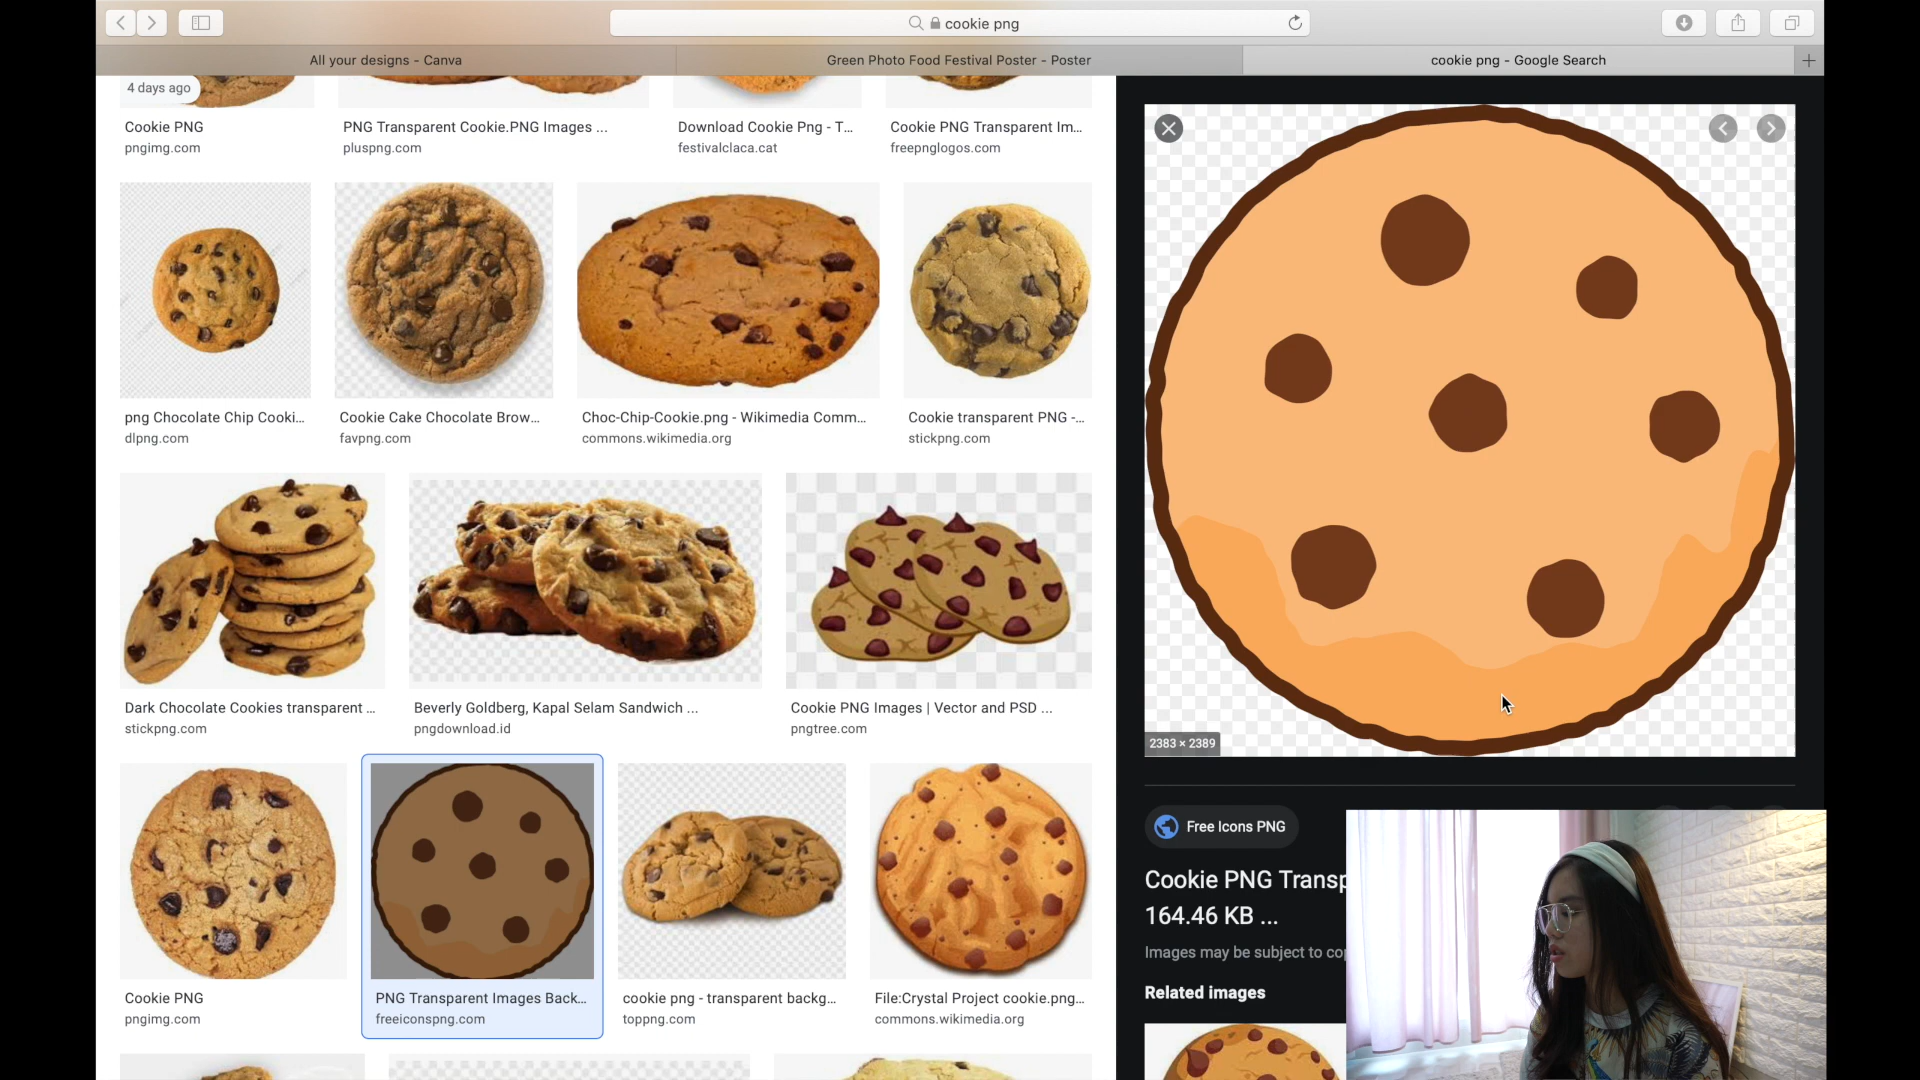 cookie png
All your designs - Canva
Green Photo Food Festival Poster - Poster
cookie png - Google Search
4 days ago
Cookie PNG
pngimg.com
PNG Transparent Cookie.PNG Images ...
pluspng.com
Download Cookie Png - T...
festivalclaca.cat
Cookie PNG Transparent Im...
freepnglogos.com
png Chocolate Chip Cooki...
dlpng.com
Cookie Cake Chocolate Brow...
favpng.com
Choc-Chip-Cookie.png - Wikimedia Comm...
commons.wikimedia.org
Cookie transparent PNG -...
stickpng.com
Dark Chocolate Cookies transparent ...
stickpng.com
Beverly Goldberg, Kapal Selam Sandwich ...
pngdownload.id
Cookie PNG Images | Vector and PSD ...
pngtree.com
Cookie PNG
pngimg.com
PNG Transparent Images Back...
freeiconspng.com
cookie png - transparent backg...
toppng.com
File:Crystal Project cookie.png...
commons.wikimedia.org
2383 × 2389
Free Icons PNG
Cookie PNG Transp
164.46 KB ...
Images may be subject to co
Related images